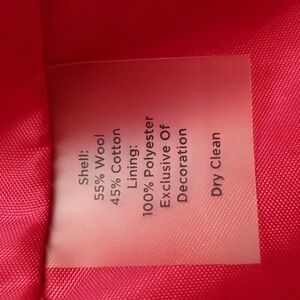 Shell:
55% Wool
45% Cotton
Lining:
100% Polyester
Exclusive Of
Decoration
Dry Clean